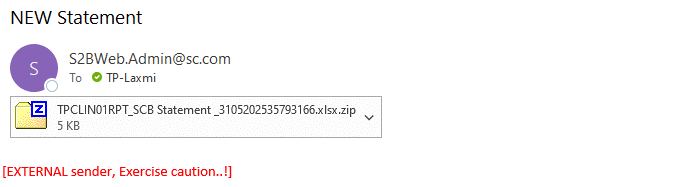 NEW Statement
S
S2BWeb.Admin@sc.com
To TP-Laxmi
Z
TPCLIN01RPT_SCB Statement _3105202535793166.xlsx.zip
5 KB
[EXTERNAL sender, Exercise caution..!]